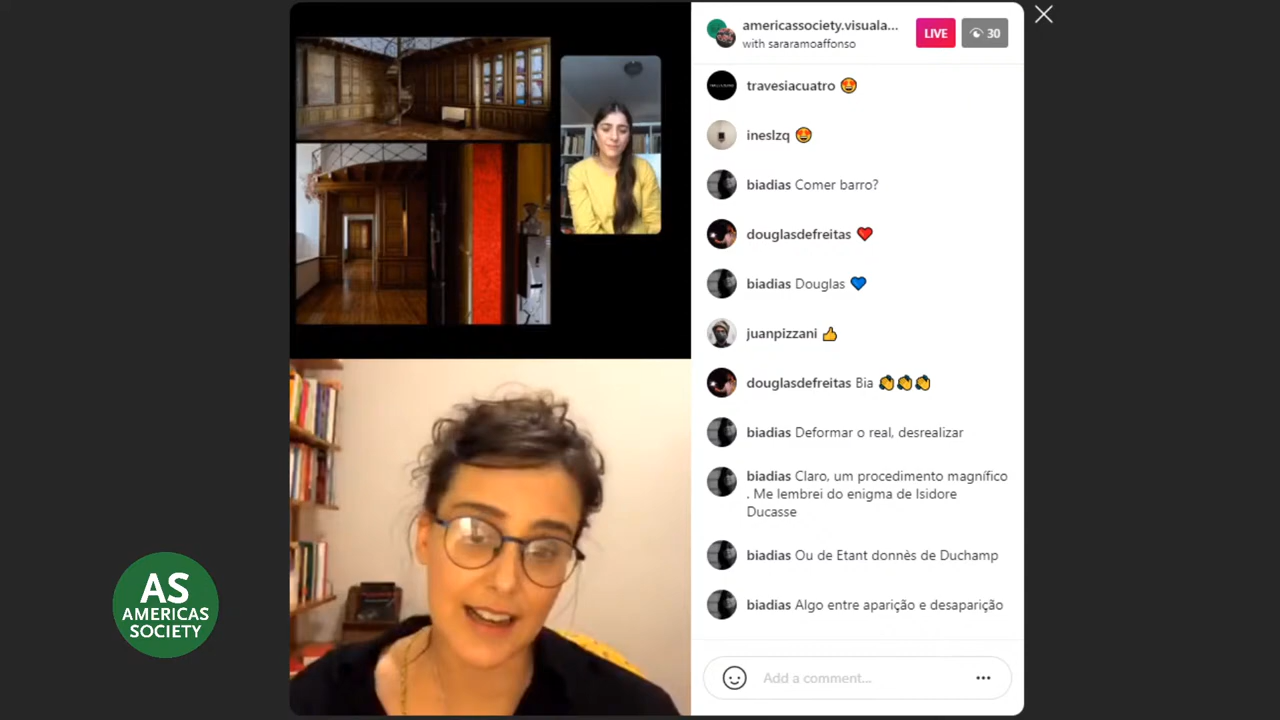 americassociety.visuala...
with sararamoaffonso
LIVE
30
travesiacuatro 🤩
ineslzq 🤩
biadias Comer barro?
douglasdefreitas ❤️
biadias Douglas 💙
juanpizzani 👍
douglasdefreitas Bia 👏👏👏
biadias Deformar o real, desrealizar
biadias Claro, um procedimento magnífico
. Me lembrei do enigma de Isidore
Ducasse
biadias Ou de Etant donnès de Duchamp
biadias Algo entre aparição e desaparição
Add a comment...
AS
AMERICAS
SOCIETY